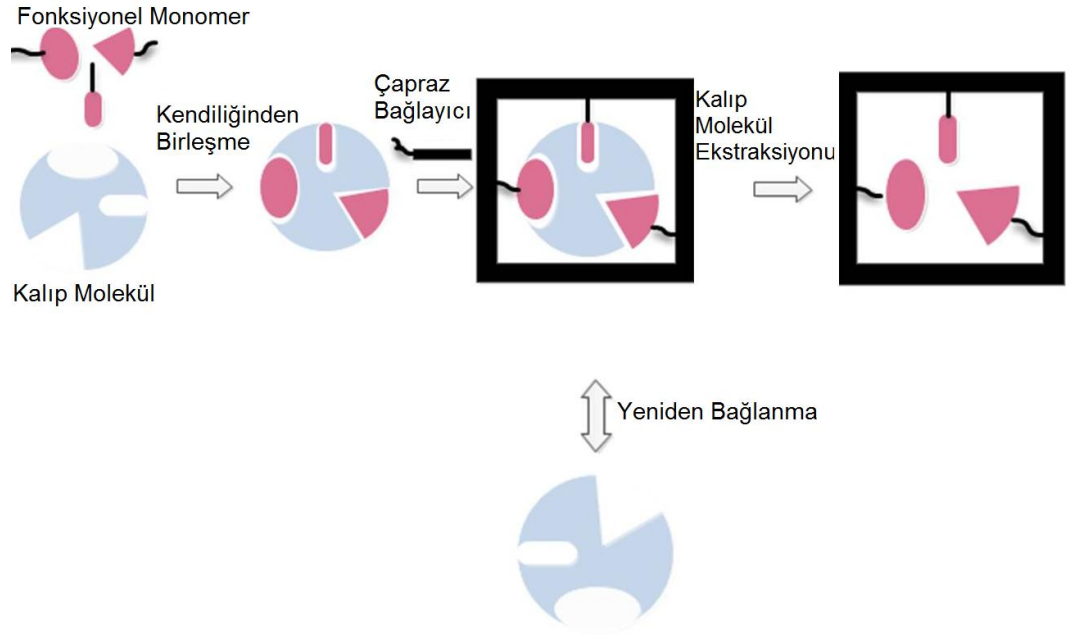 Fonksiyonel Monomer
Kendiliğinden
Birleşme
Çapraz
Bağlayıcı
Kalıp
Molekül
Ekstraksiyonu
Kalıp Molekül
Yeniden Bağlanma